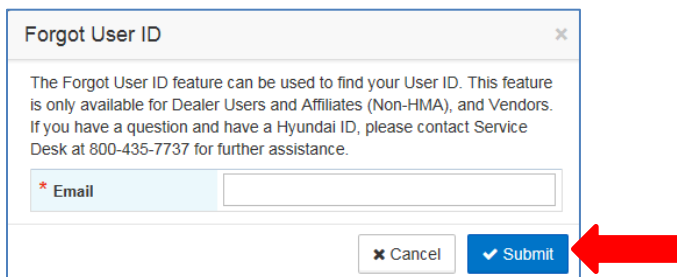 Forgot User ID ×
The Forgot User ID feature can be used to find your User ID. This feature
is only available for Dealer Users and Affiliates (Non-HMA), and Vendors.
If you have a question and have a Hyundai ID, please contact Service
Desk at 800-435-7737 for further assistance.
* Email
✖ Cancel ✔ Submit